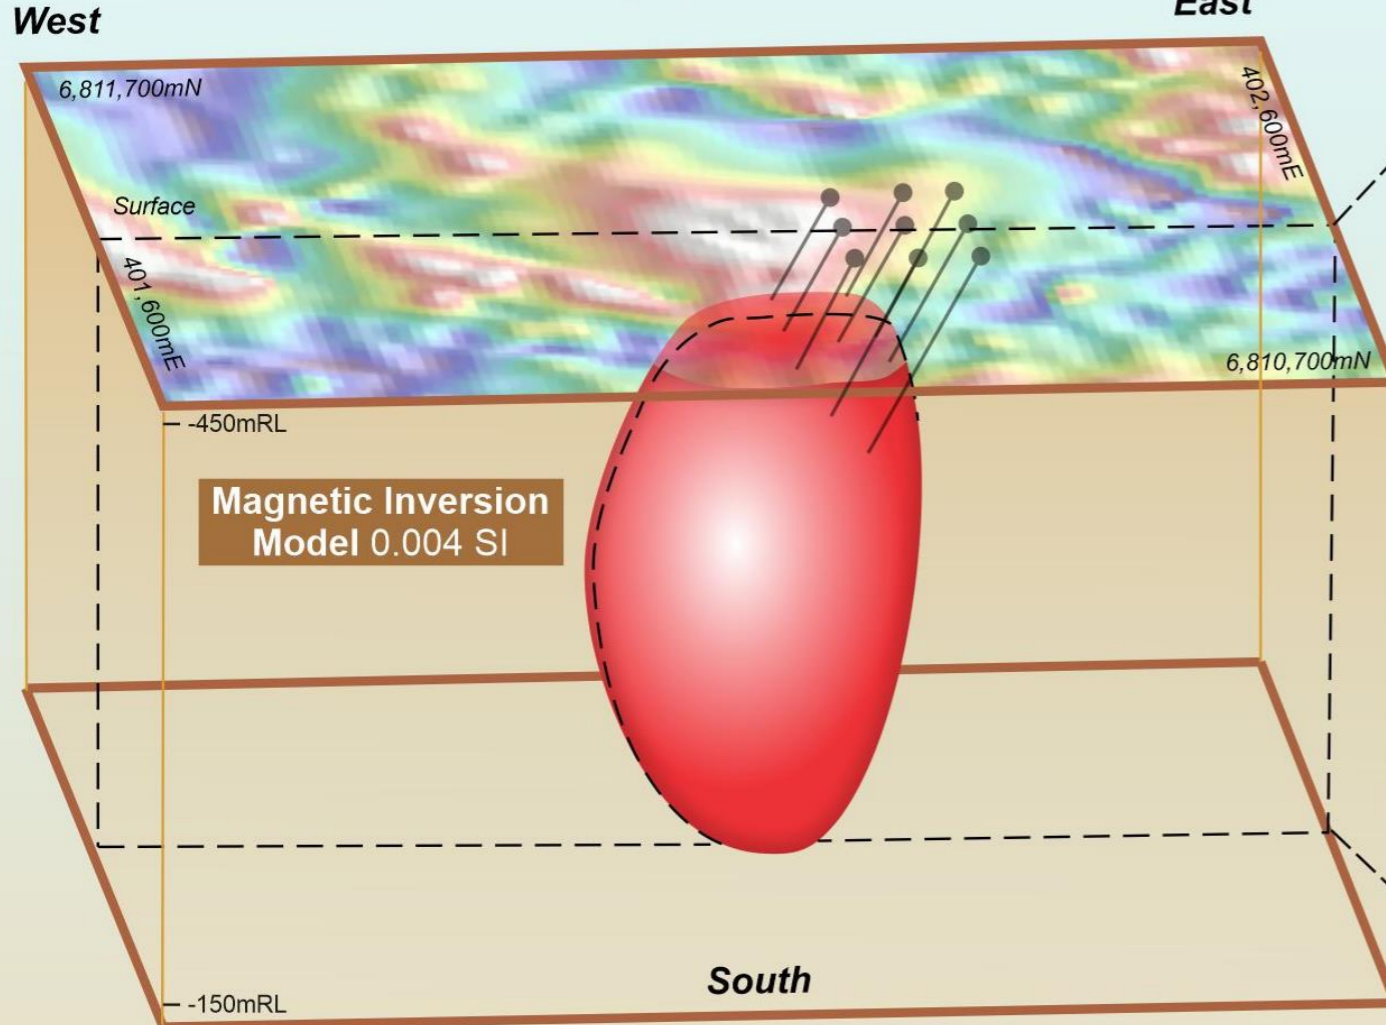 West
East
6,811,700mN
402,600mE
Surface
401,600mE
6,810,700mN
-450mRL
Magnetic Inversion
Model 0.004 SI
South
-150mRL